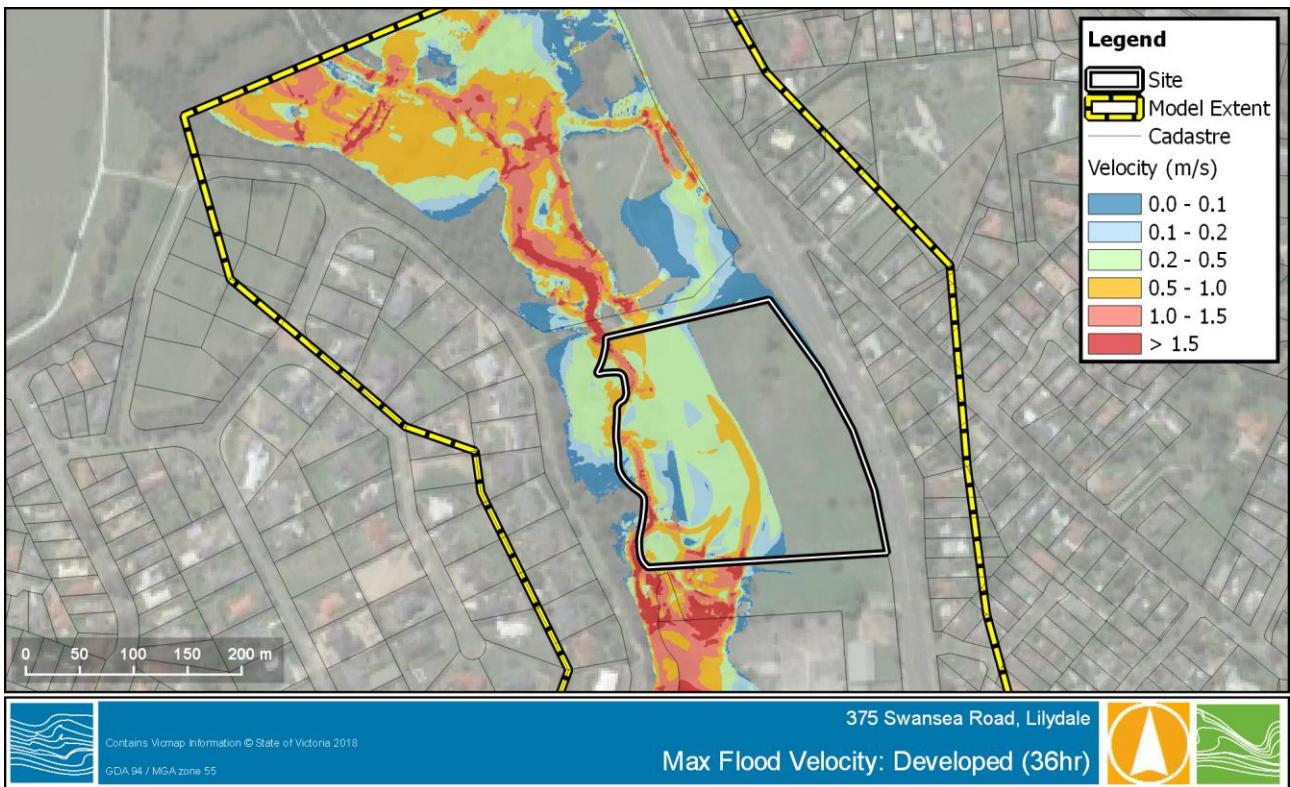 Legend
Site
Model Extent
Cadastre
Velocity (m/s)
0.0 - 0.1
0.1 - 0.2
0.2 - 0.5
0.5 - 1.0
1.0 - 1.5
> 1.5
0 50 100 150 200 m
375 Swansea Road, Lilydale
Contains Vicmap Information © State of Victoria 2018
Max Flood Velocity: Developed (36hr)
GDA 94 / MGA zone 55